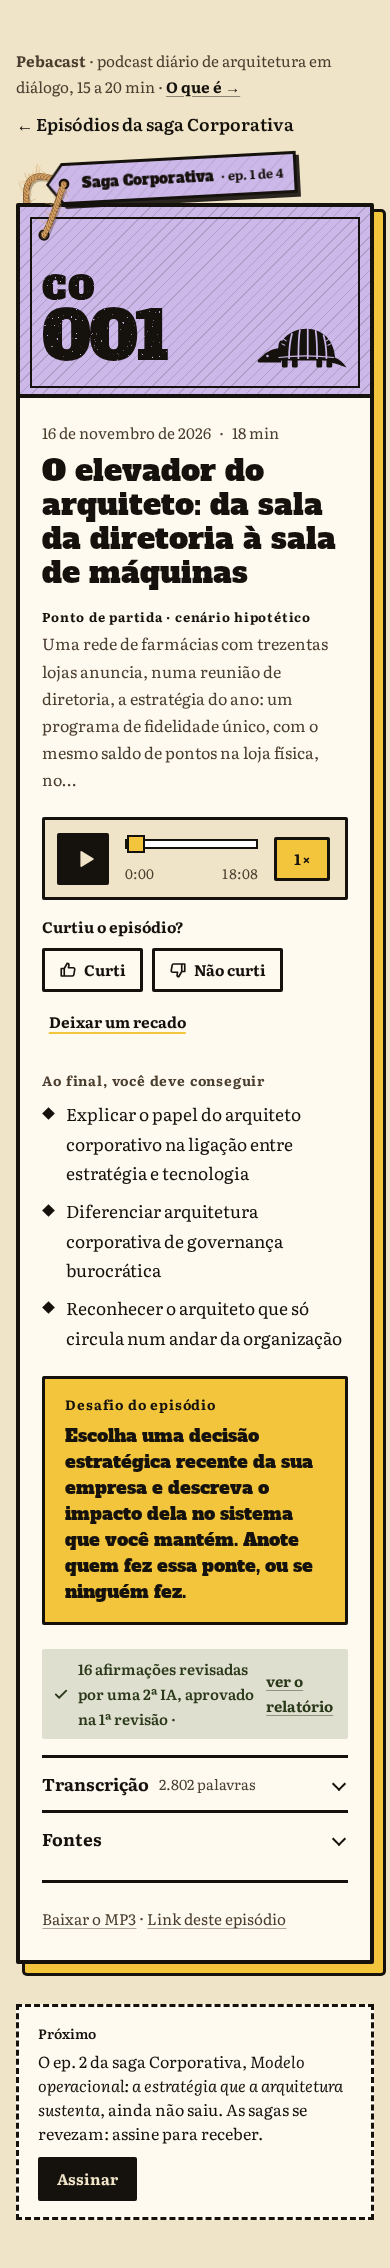 Pebacast · podcast diário de arquitetura em
diálogo, 15 a 20 min · O que é →
← Episódios da saga Corporativa
Saga Corporativa · ep. 1 de 4
CO
001
16 de novembro de 2026 · 18 min
O elevador do
arquiteto: da sala
da diretoria à sala
de máquinas
Ponto de partida · cenário hipotético
Uma rede de farmácias com trezentas
lojas anuncia, numa reunião de
diretoria, a estratégia do ano: um
programa de fidelidade único, com o
mesmo saldo de pontos na loja física,
no…
0:00 18:08 1×
Curtiu o episódio?
Curti Não curti
Deixar um recado
Ao final, você deve conseguir
◆ Explicar o papel do arquiteto
corporativo na ligação entre
estratégia e tecnologia
◆ Diferenciar arquitetura
corporativa de governança
burocrática
◆ Reconhecer o arquiteto que só
circula num andar da organização
Desafio do episódio
Escolha uma decisão
estratégica recente da sua
empresa e descreva o
impacto dela no sistema
que você mantém. Anote
quem fez essa ponte, ou se
ninguém fez.
✓ 16 afirmações revisadas
por uma 2ª IA, aprovado
na 1ª revisão ·
ver o
relatório
Transcrição 2.802 palavras
Fontes
Baixar o MP3 · Link deste episódio
Próximo
O ep. 2 da saga Corporativa, Modelo
operacional: a estratégia que a arquitetura
sustenta, ainda não saiu. As sagas se
revezam: assine para receber.
Assinar